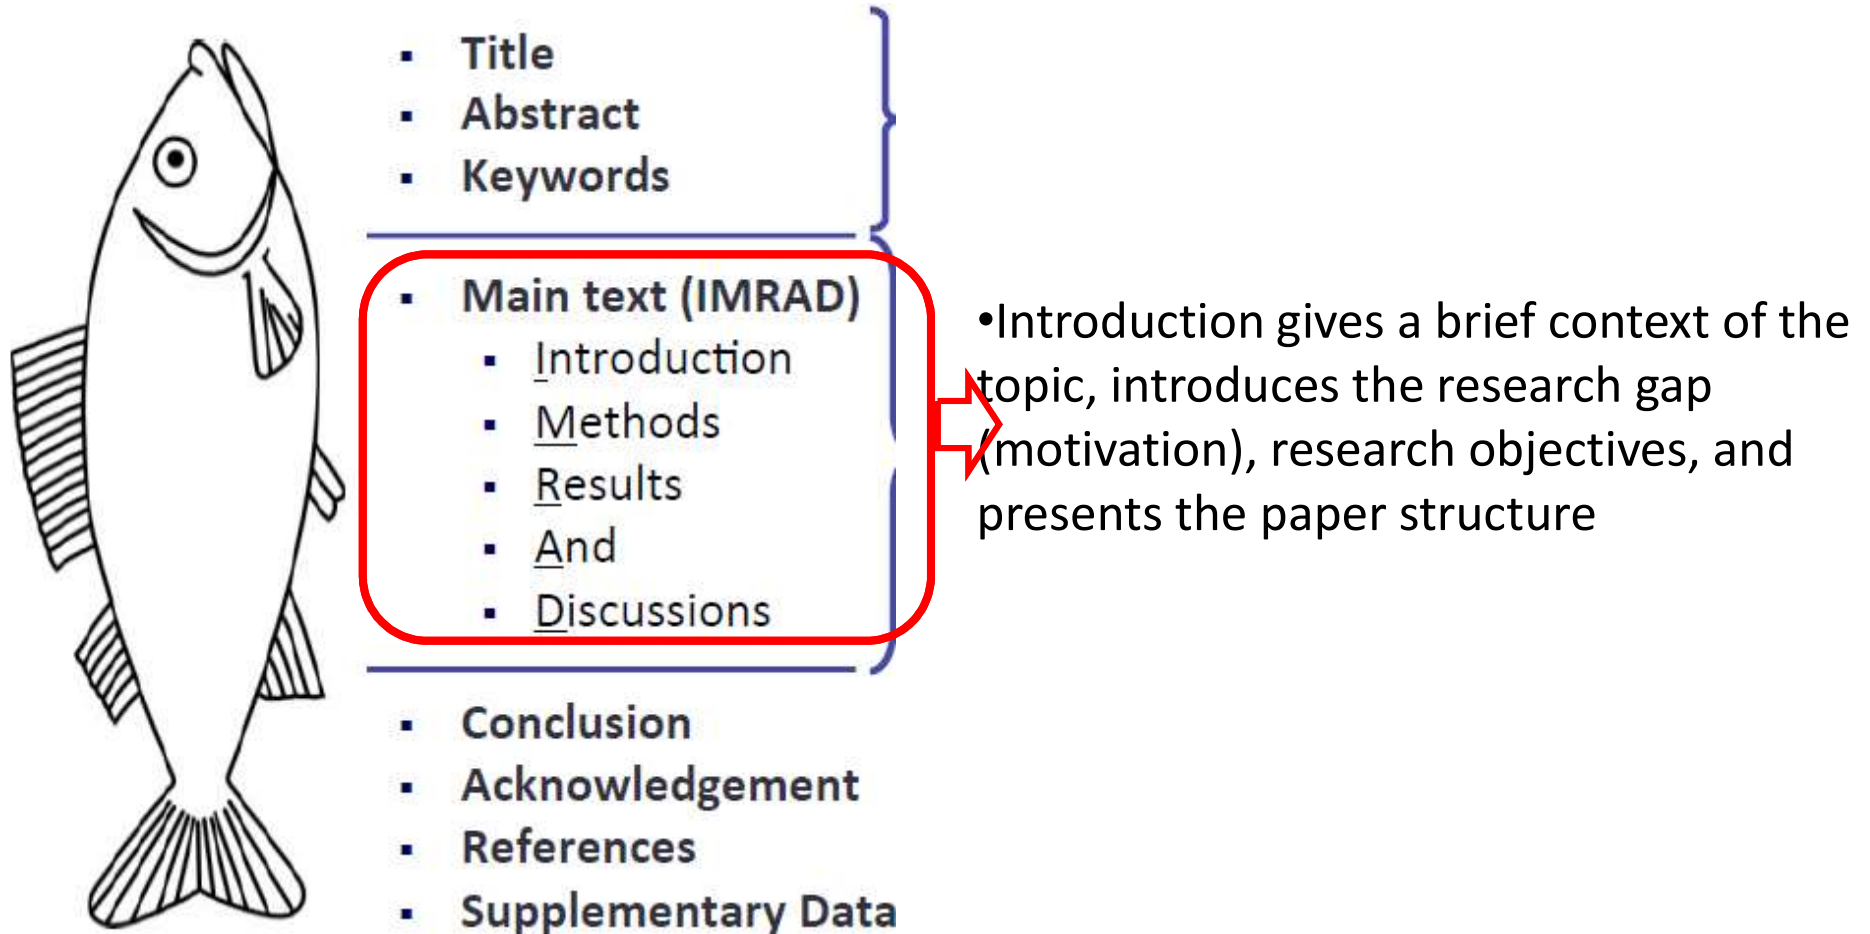 ▪ Title
▪ Abstract
▪ Keywords
▪ Main text (IMRAD)
▪ Introduction
▪ Methods
▪ Results
▪ And
▪ Discussions
▪ Conclusion
▪ Acknowledgement
▪ References
▪ Supplementary Data
•Introduction gives a brief context of the
topic, introduces the research gap
(motivation), research objectives, and
presents the paper structure